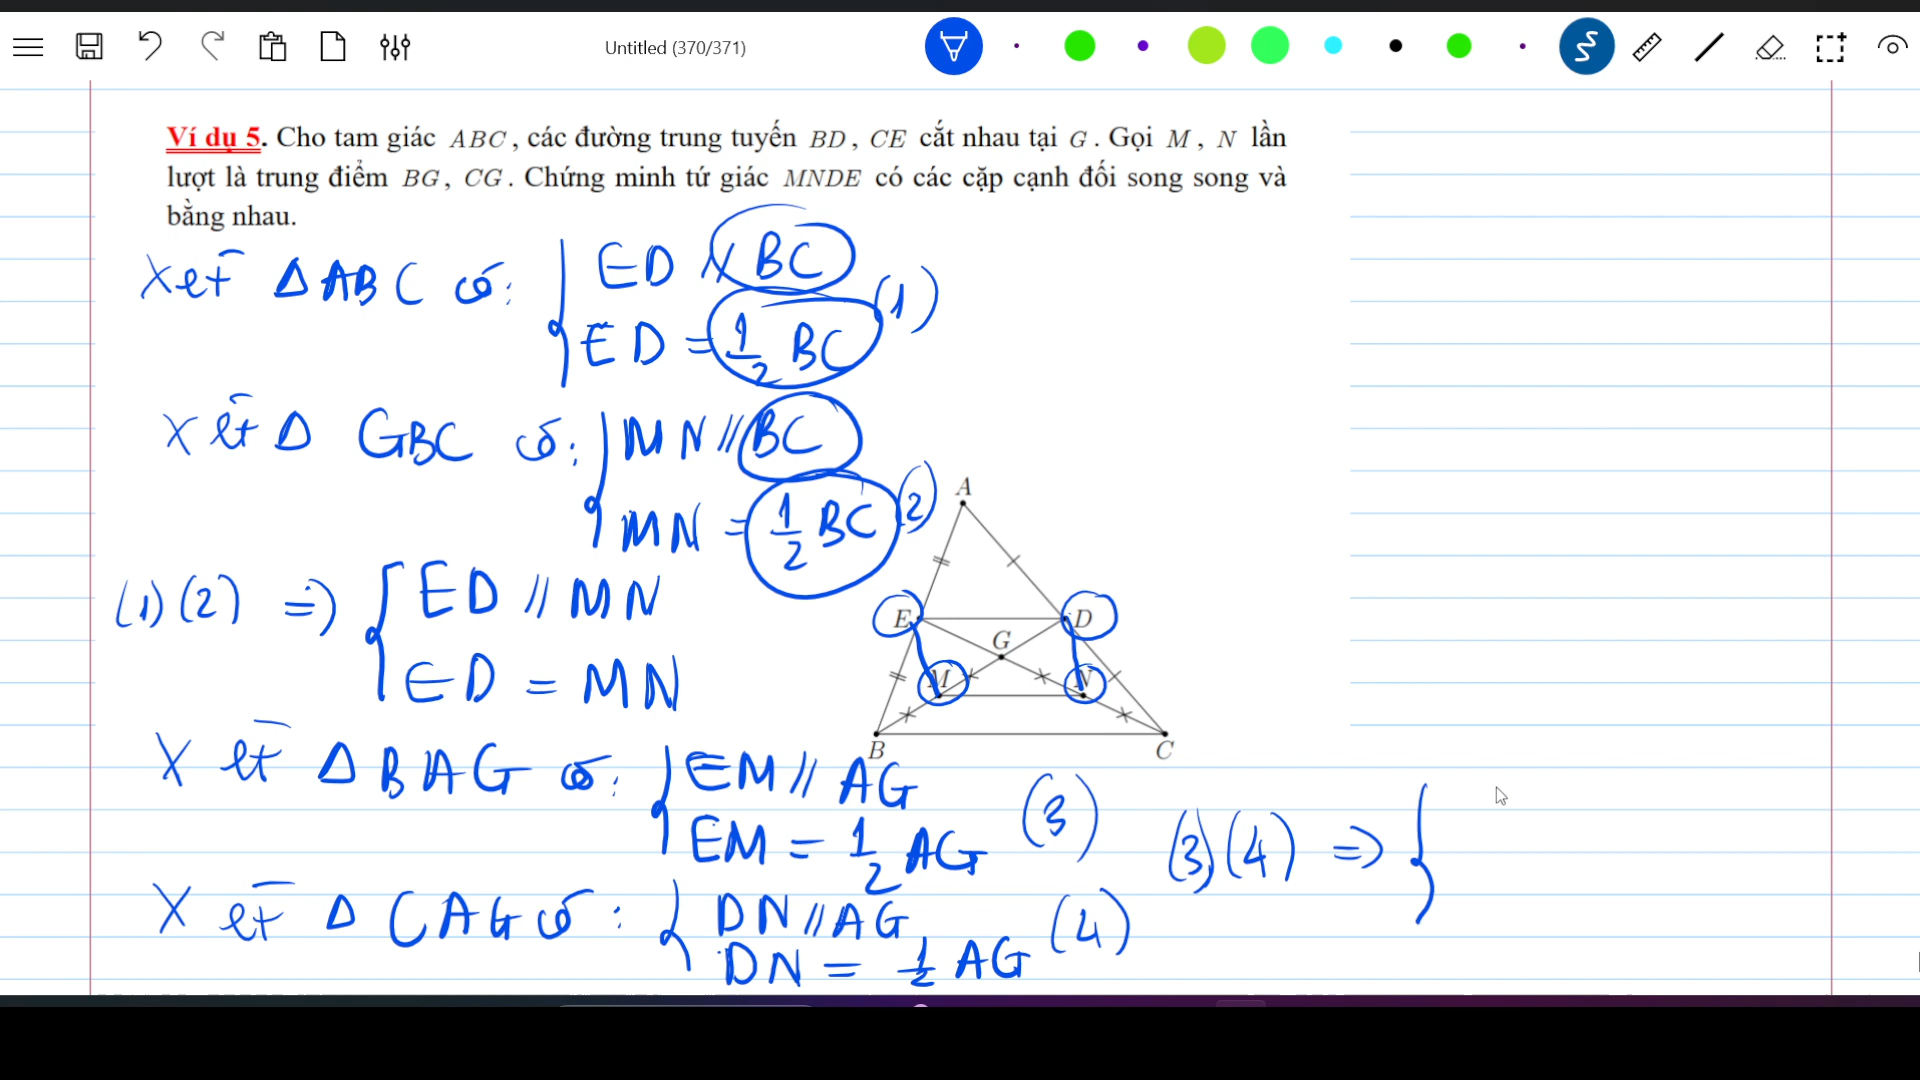 Untitled (370/371)
Ví dụ 5. Cho tam giác ABC, các đường trung tuyến BD, CE cắt nhau tại G. Gọi M, N lần
lượt là trung điểm BG, CG. Chứng minh tứ giác MNDE có các cặp cạnh đối song song và
bằng nhau.
Xét Δ ABC có: { ED // BC
ED = 1/2 BC (1)
Xét Δ GBC có: { MN // BC
MN = 1/2 BC (2)
(1) (2) => { ED // MN
ED = MN
A
E D
G
M N
B C
Xét Δ BAG có: { EM // AG
EM = 1/2 AG (3)
(3) (4) => {
Xét Δ CAG có: { DN // AG
DN = 1/2 AG (4)